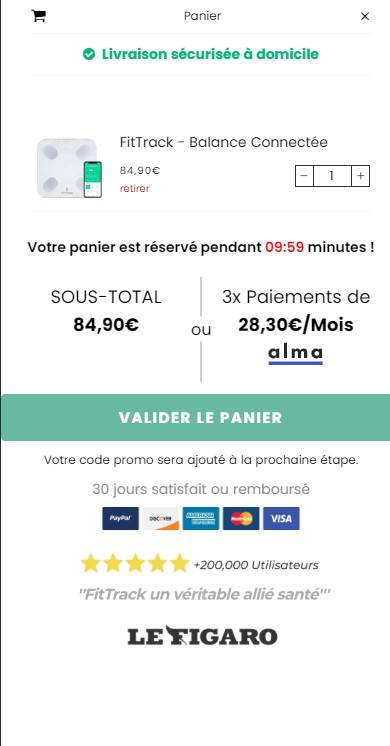 Panier ×
Livraison sécurisée à domicile
FitTrack - Balance Connectée
84,90€
− 1 +
retirer
Votre panier est réservé pendant 09:59 minutes !
SOUS-TOTAL
84,90€
ou
3x Paiements de
28,30€/Mois
alma
VALIDER LE PANIER
Votre code promo sera ajouté à la prochaine étape.
30 jours satisfait ou remboursé
PayPal DISCOVER AMERICAN EXPRESS MasterCard VISA
+200,000 Utilisateurs
"FitTrack un véritable allié santé'"
LE FIGARO